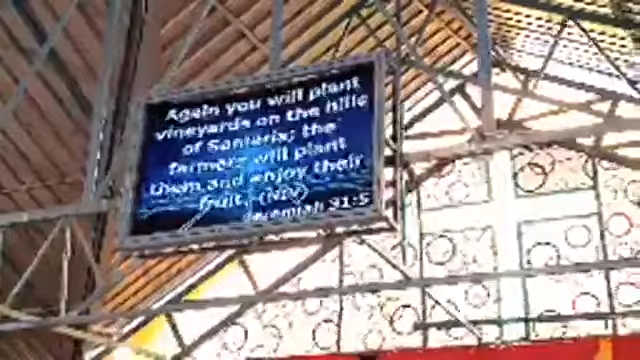 Again you will plant
vineyards on the hills
of Samaria; the
farmers will plant
them and enjoy their
fruit. (NIV)
Jeremiah 31:5